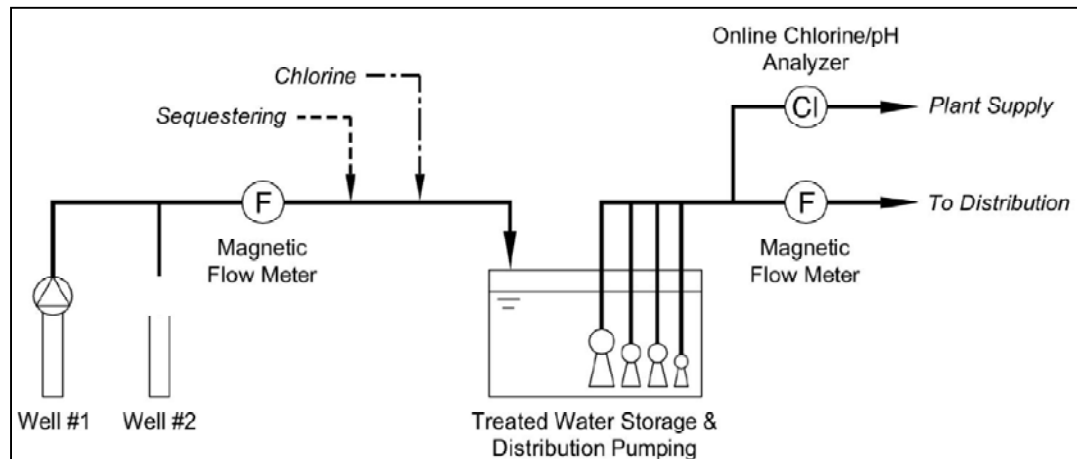 Online Chlorine/pH
Analyzer
Chlorine
Cl
Plant Supply
Sequestering
F
F
To Distribution
Magnetic
Flow Meter
Magnetic
Flow Meter
Well #1
Well #2
Treated Water Storage &
Distribution Pumping